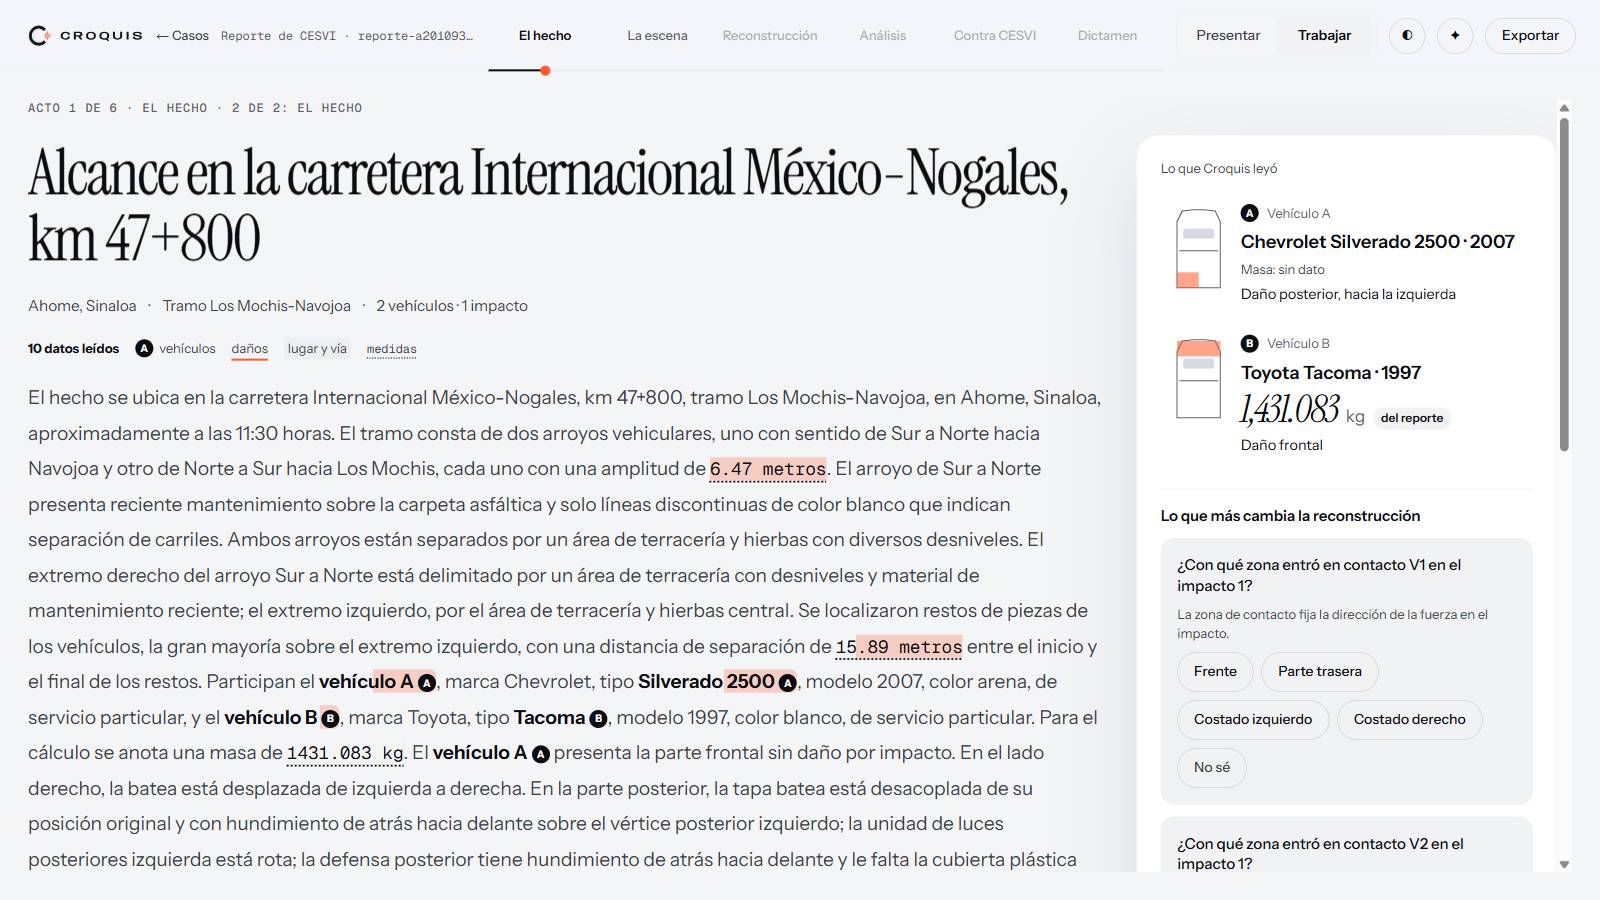 CROQUIS
← Casos
Reporte de CESVI · reporte-a201093…
El hecho
La escena
Reconstrucción
Análisis
Contra CESVI
Dictamen
Presentar
Trabajar
Exportar
ACTO 1 DE 6 · EL HECHO · 2 DE 2: EL HECHO
Alcance en la carretera Internacional México-Nogales,
km 47+800
Ahome, Sinaloa · Tramo Los Mochis-Navojoa · 2 vehículos · 1 impacto
10 datos leídos A vehículos daños lugar y vía medidas
El hecho se ubica en la carretera Internacional México-Nogales, km 47+800, tramo Los Mochis-Navojoa, en Ahome, Sinaloa,
aproximadamente a las 11:30 horas. El tramo consta de dos arroyos vehiculares, uno con sentido de Sur a Norte hacia
Navojoa y otro de Norte a Sur hacia Los Mochis, cada uno con una amplitud de 6.47 metros. El arroyo de Sur a Norte
presenta reciente mantenimiento sobre la carpeta asfáltica y solo líneas discontinuas de color blanco que indican
separación de carriles. Ambos arroyos están separados por un área de terracería y hierbas con diversos desniveles. El
extremo derecho del arroyo Sur a Norte está delimitado por un área de terracería con desniveles y material de
mantenimiento reciente; el extremo izquierdo, por el área de terracería y hierbas central. Se localizaron restos de piezas de
los vehículos, la gran mayoría sobre el extremo izquierdo, con una distancia de separación de 15.89 metros entre el inicio y
el final de los restos. Participan el vehículo A A, marca Chevrolet, tipo Silverado 2500 A, modelo 2007, color arena, de
servicio particular, y el vehículo B B, marca Toyota, tipo Tacoma B, modelo 1997, color blanco, de servicio particular. Para el
cálculo se anota una masa de 1431.083 kg. El vehículo A A presenta la parte frontal sin daño por impacto. En el lado
derecho, la batea está desplazada de izquierda a derecha. En la parte posterior, la tapa batea está desacoplada de su
posición original y con hundimiento de atrás hacia delante sobre el vértice posterior izquierdo; la unidad de luces
posteriores izquierda está rota; la defensa posterior tiene hundimiento de atrás hacia delante y le falta la cubierta plástica
Lo que Croquis leyó
A Vehículo A
Chevrolet Silverado 2500 · 2007
Masa: sin dato
Daño posterior, hacia la izquierda
B Vehículo B
Toyota Tacoma · 1997
1,431.083 kg del reporte
Daño frontal
Lo que más cambia la reconstrucción
¿Con qué zona entró en contacto V1 en el
impacto 1?
La zona de contacto fija la dirección de la fuerza en el
impacto.
Frente
Parte trasera
Costado izquierdo
Costado derecho
No sé
¿Con qué zona entró en contacto V2 en el
impacto 1?